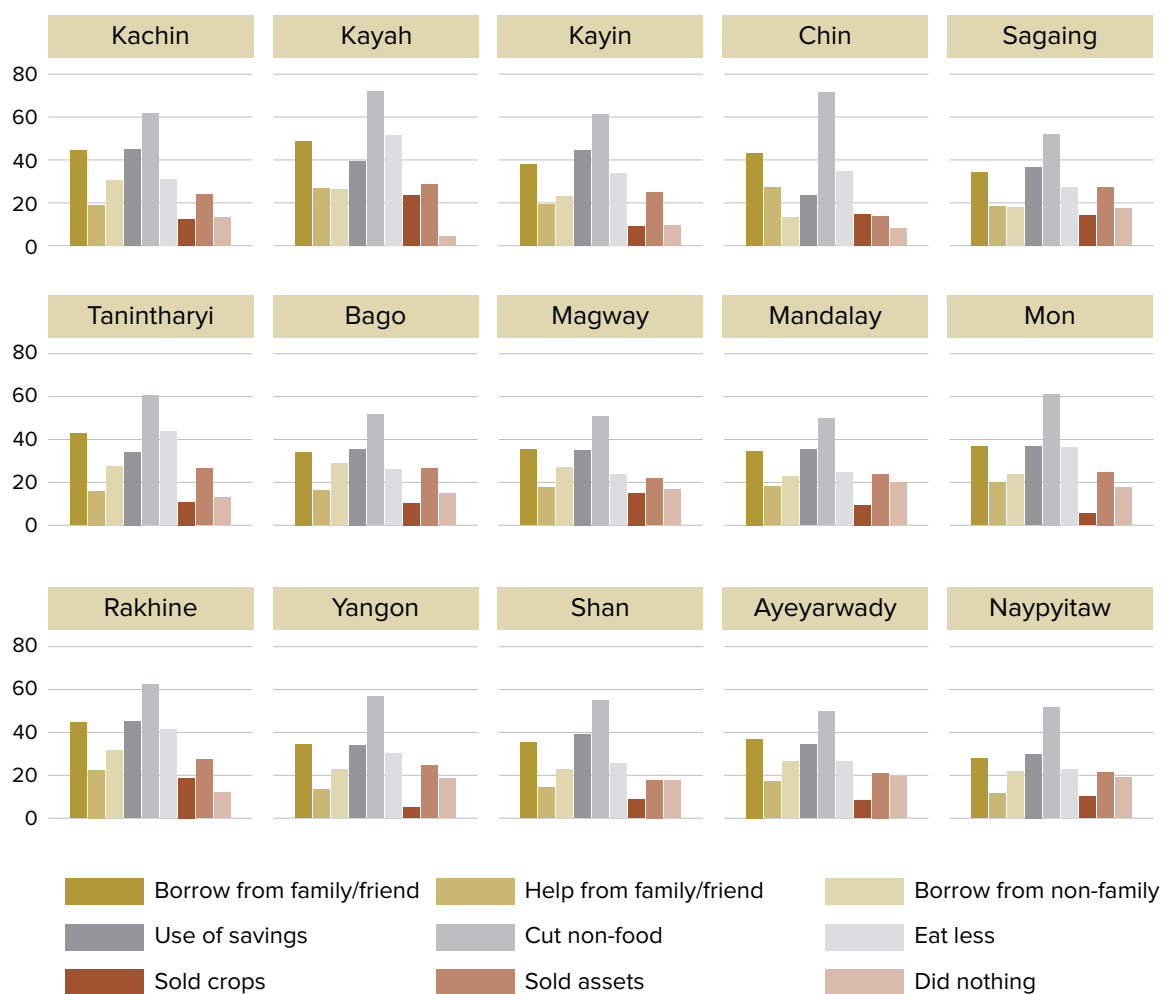 Kachin Kayah Kayin Chin Sagaing
80
60
40
20
0
Tanintharyi Bago Magway Mandalay Mon
80
60
40
20
0
Rakhine Yangon Shan Ayeyarwady Naypyitaw
80
60
40
20
0
Borrow from family/friend Help from family/friend Borrow from non-family
Use of savings Cut non-food Eat less
Sold crops Sold assets Did nothing